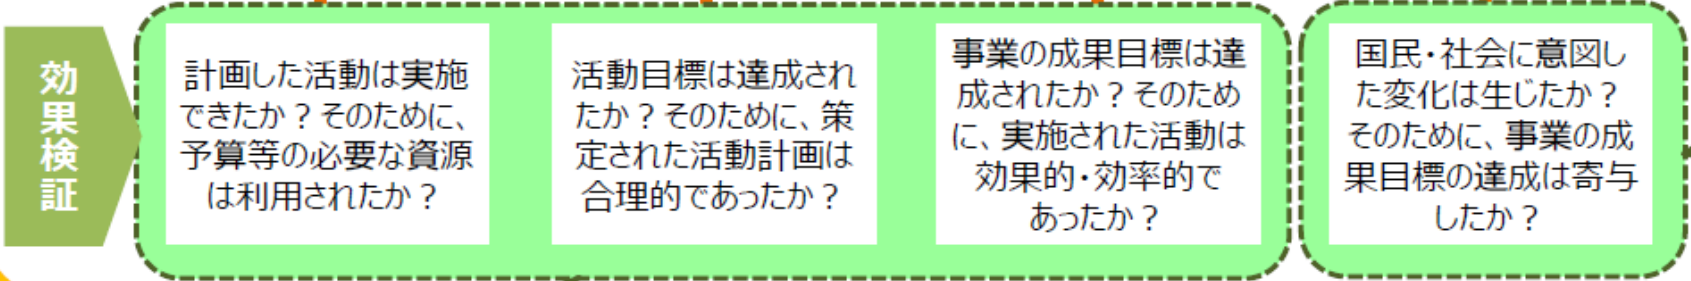 効果検証
計画した活動は実施
できたか？そのために、
予算等の必要な資源
は利用されたか？
活動目標は達成され
たか？そのために、策
定された活動計画は
合理的であったか？
事業の成果目標は達
成されたか？そのため
に、実施された活動は
効果的・効率的で
あったか？
国民・社会に意図し
た変化は生じたか？
そのために、事業の成
果目標の達成は寄与
したか？